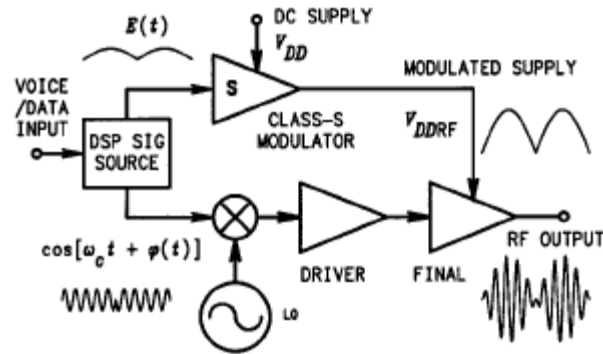 E(t)
DC SUPPLY
V_DD
VOICE
/DATA
INPUT
DSP SIG
SOURCE
S
CLASS-S
MODULATOR
MODULATED SUPPLY
V_DDRF
cos[ω_c t + φ(t)]
DRIVER
FINAL
RF OUTPUT
LO